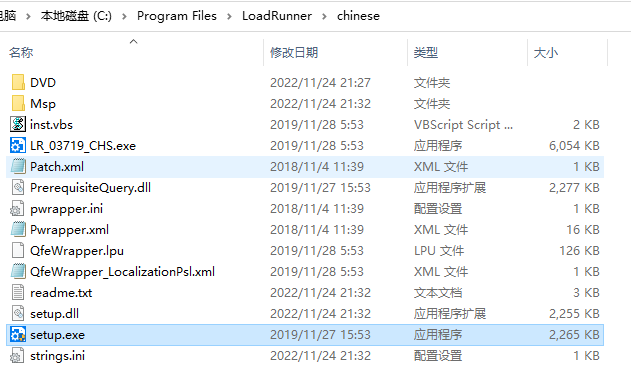 电脑 > 本地磁盘 (C:) > Program Files > LoadRunner > chinese
名称 修改日期 类型 大小
DVD 2022/11/24 21:27 文件夹
Msp 2022/11/24 21:32 文件夹
inst.vbs 2019/11/28 5:53 VBScript Script ... 2 KB
LR_03719_CHS.exe 2019/11/28 5:53 应用程序 6,054 KB
Patch.xml 2018/11/4 11:39 XML 文件 1 KB
PrerequisiteQuery.dll 2019/11/27 15:53 应用程序扩展 2,277 KB
pwrapper.ini 2018/11/4 11:39 配置设置 1 KB
Pwrapper.xml 2018/11/4 11:39 XML 文件 16 KB
QfeWrapper.lpu 2019/11/28 5:53 LPU 文件 126 KB
QfeWrapper_LocalizationPsl.xml 2019/11/28 5:53 XML 文件 1 KB
readme.txt 2022/11/24 21:32 文本文档 3 KB
setup.dll 2022/11/24 21:32 应用程序扩展 2,255 KB
setup.exe 2019/11/27 15:53 应用程序 2,265 KB
strings.ini 2022/11/24 21:32 配置设置 1 KB